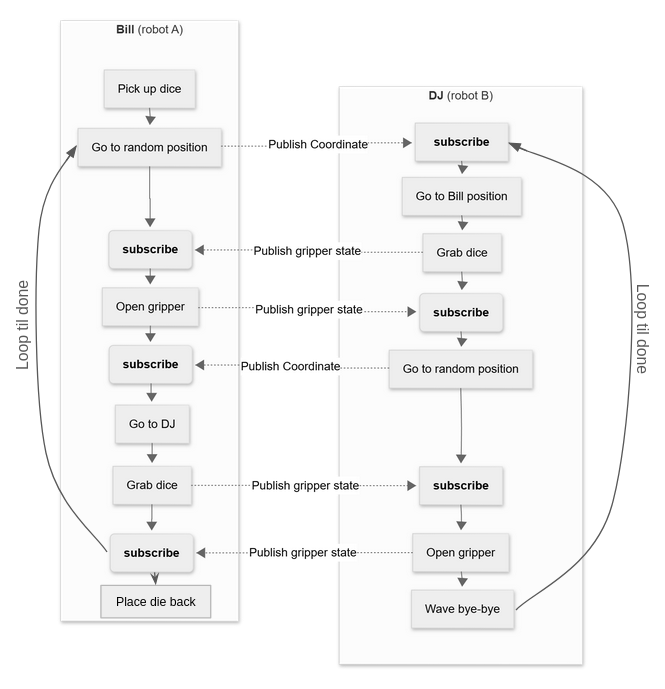 Bill (robot A)
Pick up dice
Go to random position
subscribe
Open gripper
subscribe
Go to DJ
Grab dice
subscribe
Place die back
Loop til done
Publish Coordinate
Publish gripper state
Publish gripper state
Publish Coordinate
Publish gripper state
Publish gripper state
DJ (robot B)
subscribe
Go to Bill position
Grab dice
subscribe
Go to random position
subscribe
Open gripper
Wave bye-bye
Loop til done